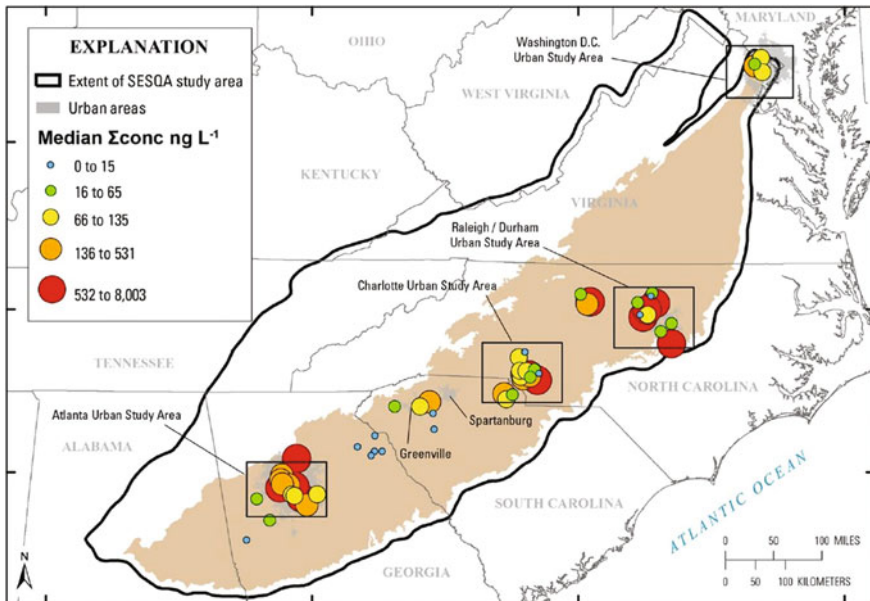 EXPLANATION
Extent of SESQA study area
Urban areas
Median Σconc ng L⁻¹
0 to 15
16 to 65
66 to 135
136 to 531
532 to 8,003
OHIO
MARYLAND
Washington D.C.
Urban Study Area
WEST VIRGINIA
KENTUCKY
VIRGINIA
Raleigh / Durham
Urban Study Area
Charlotte Urban Study Area
TENNESSEE
NORTH CAROLINA
Atlanta Urban Study Area
Spartanburg
ALABAMA
Greenville
SOUTH CAROLINA
ATLANTIC OCEAN
GEORGIA
N
0 50 100 MILES
0 50 100 KILOMETERS